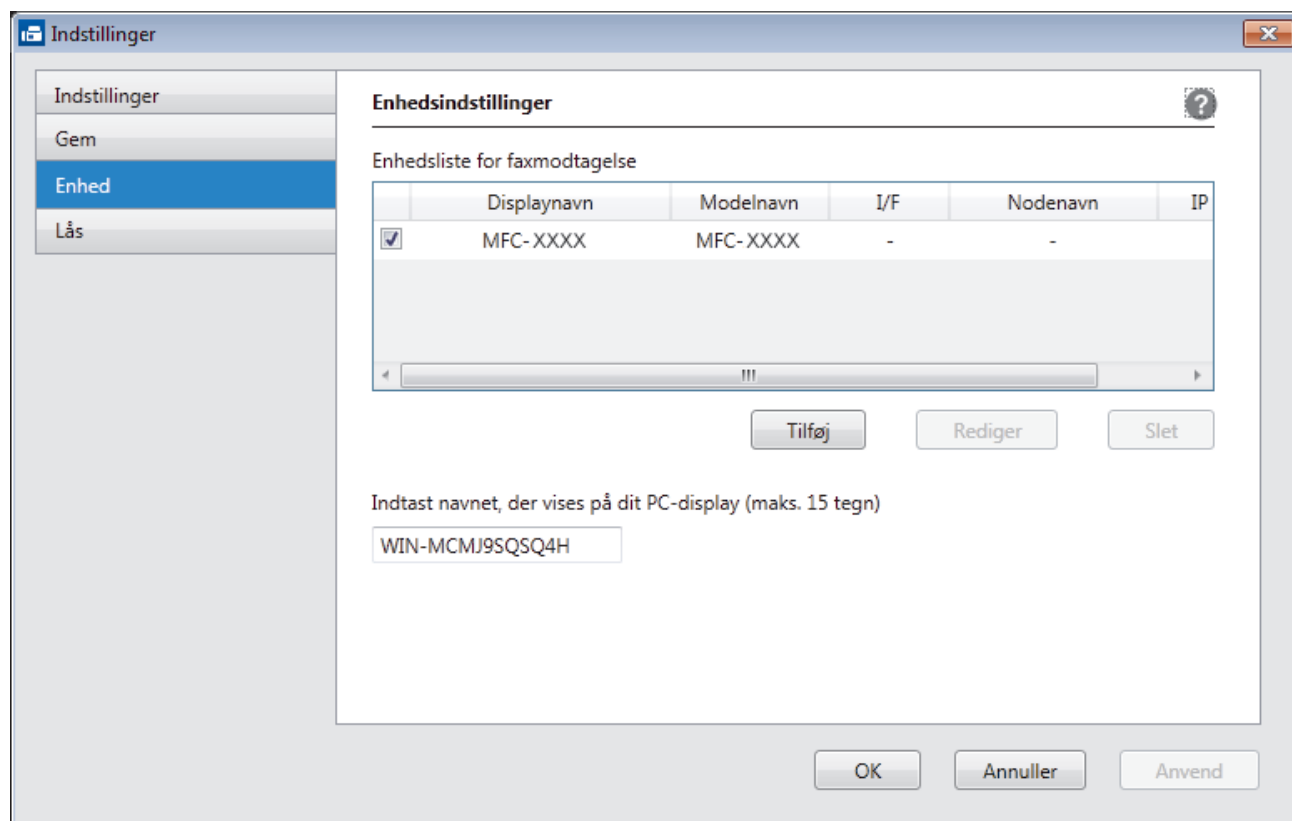 Indstillinger
Indstillinger
Gem
Enhed
Lås
Enhedsindstillinger
Enhedsliste for faxmodtagelse
Displaynavn Modelnavn I/F Nodenavn IP
MFC-XXXX MFC-XXXX - -
Tilføj Rediger Slet
Indtast navnet, der vises på dit PC-display (maks. 15 tegn)
WIN-MCMJ9SQSQ4H
OK Annuller Anvend